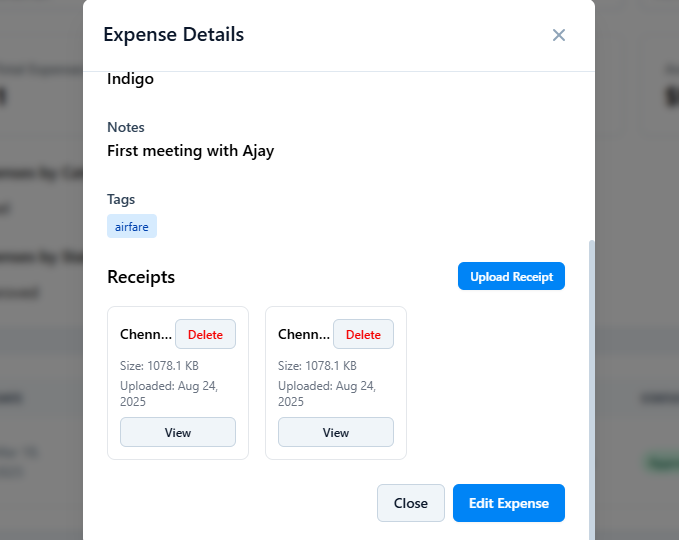 Expense Details
Indigo
Notes
First meeting with Ajay
Tags
airfare
Receipts
Upload Receipt
Chenn... Delete
Size: 1078.1 KB
Uploaded: Aug 24,
2025
View
Chenn... Delete
Size: 1078.1 KB
Uploaded: Aug 24,
2025
View
Close
Edit Expense